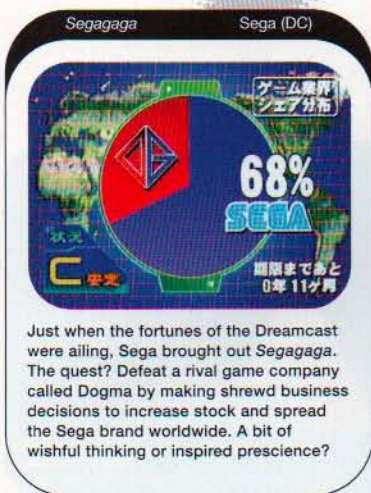 Segagaga Sega (DC)
ゲーム業界
シェア分布
68%
SEGA
状況
C 安定
期限まであと
0年 11ヶ月
Just when the fortunes of the Dreamcast
were ailing, Sega brought out Segagaga.
The quest? Defeat a rival game company
called Dogma by making shrewd business
decisions to increase stock and spread
the Sega brand worldwide. A bit of
wishful thinking or inspired prescience?